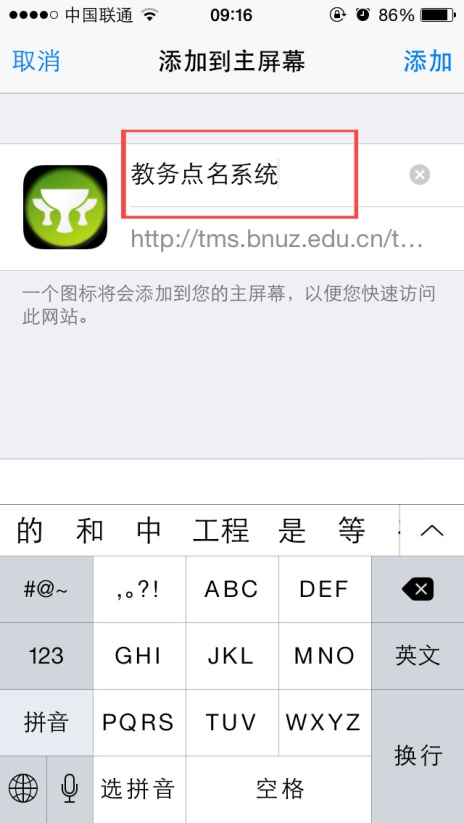 中国联通 09:16 86%
取消 添加到主屏幕 添加
教务点名系统
http://tms.bnuz.edu.cn/t...
一个图标将会添加到您的主屏幕，以便您快速访问
此网站。
的 和 中 工程 是 等
#@~ ,。?! ABC DEF
123 GHI JKL MNO 英文
拼音 PQRS TUV WXYZ
换行
选拼音 空格